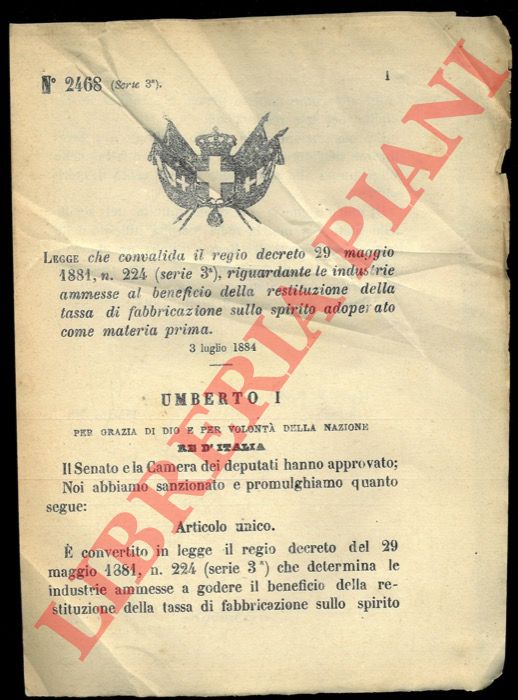 N° 2468 (Serie 3ª).
1
LEGGE che convalida il regio decreto 29 maggio
1881, n. 224 (serie 3ª), riguardante le industrie
ammesse al beneficio della restituzione della
tassa di fabbricazione sullo spirito adoperato
come materia prima.
3 luglio 1884
UMBERTO I
PER GRAZIA DI DIO E PER VOLONTÀ DELLA NAZIONE
RE D'ITALIA
Il Senato e la Camera dei deputati hanno approvato;
Noi abbiamo sanzionato e promulghiamo quanto
segue:
Articolo unico.
È convertito in legge il regio decreto del 29
maggio 1881, n. 224 (serie 3ª) che determina le
industrie ammesse a godere il beneficio della re-
stituzione della tassa di fabbricazione sullo spirito
LIBRERIA PIANI